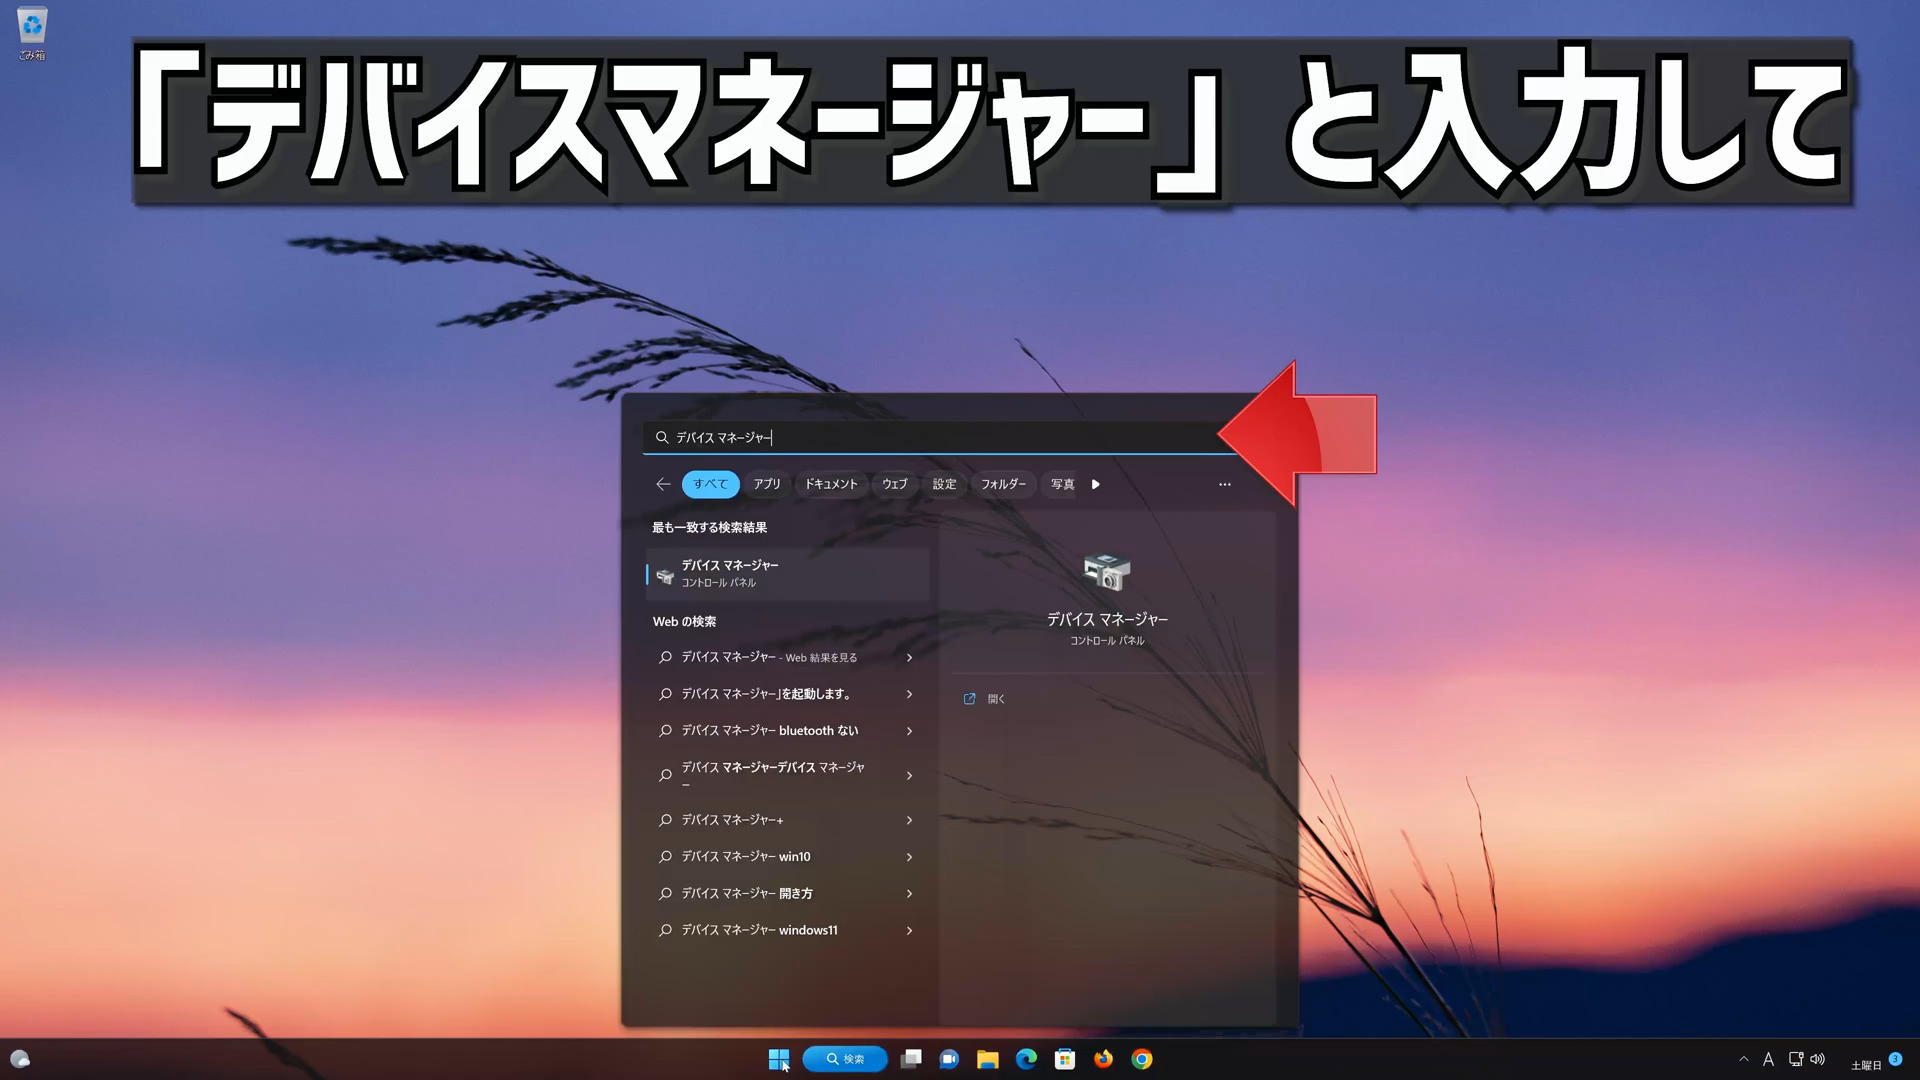 ごみ箱
「デバイスマネージャー」と入力して
デバイス マネージャー
すべて
アプリ
ドキュメント
ウェブ
設定
フォルダー
写真
最も一致する検索結果
デバイス マネージャー
コントロール パネル
Web の検索
デバイス マネージャー - Web 結果を見る
デバイス マネージャー」を起動します。
デバイス マネージャー bluetooth ない
デバイス マネージャーデバイス マネージャ
ー
デバイス マネージャー+
デバイス マネージャー win10
デバイス マネージャー 開き方
デバイス マネージャー windows11
デバイス マネージャー
コントロール パネル
開く
検索
A
土曜日
3